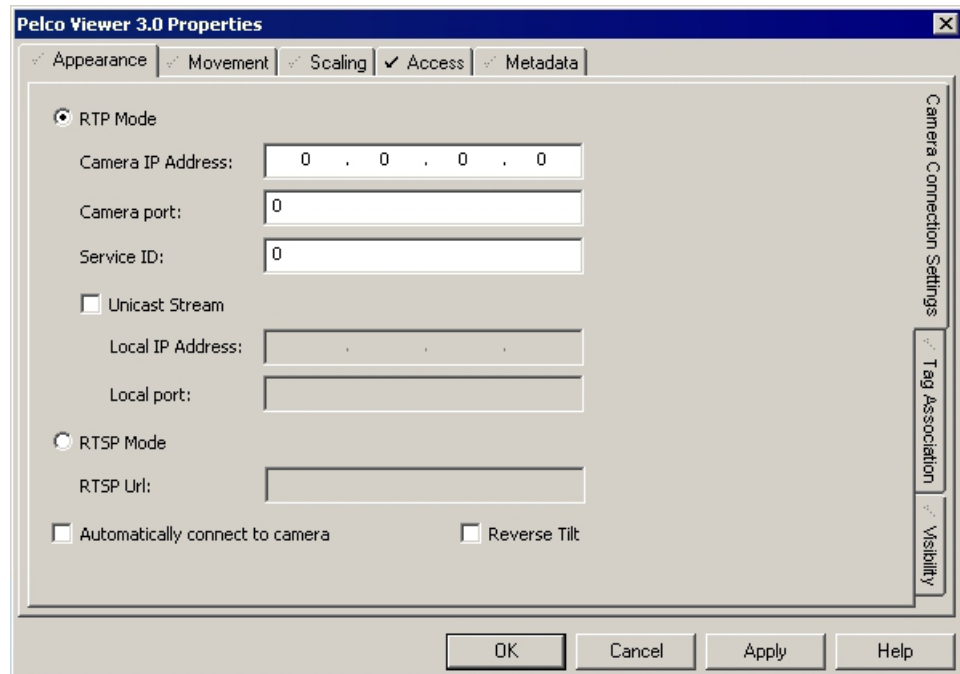 Pelco Viewer 3.0 Properties
Appearance Movement Scaling Access Metadata
RTP Mode
Camera IP Address: 0 . 0 . 0 . 0
Camera port: 0
Service ID: 0
Unicast Stream
Local IP Address: . . .
Local port:
RTSP Mode
RTSP Url:
Automatically connect to camera Reverse Tilt
Camera Connection Settings
Tag Association
Visibility
OK Cancel Apply Help